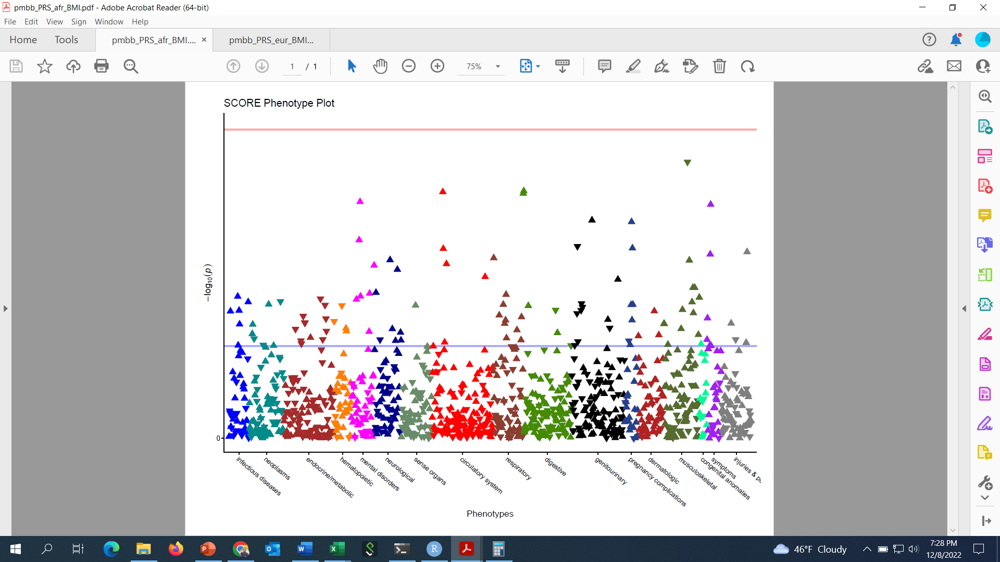 pmbb_PRS_afr_BMI.pdf - Adobe Acrobat Reader (64-bit)
File Edit View Sign Window Help
Home Tools pmbb_PRS_afr_BMI.... × pmbb_PRS_eur_BMI...
1 / 1 75%
SCORE Phenotype Plot
−log10(p)
0
infectious diseases
neoplasms
endocrine/metabolic
hematopoietic
mental disorders
neurological
sense organs
circulatory system
respiratory
digestive
genitourinary
pregnancy complications
dermatologic
musculoskeletal
congenital anomalies
symptoms
injuries &
Phenotypes
46°F Cloudy
7:28 PM
12/8/2022